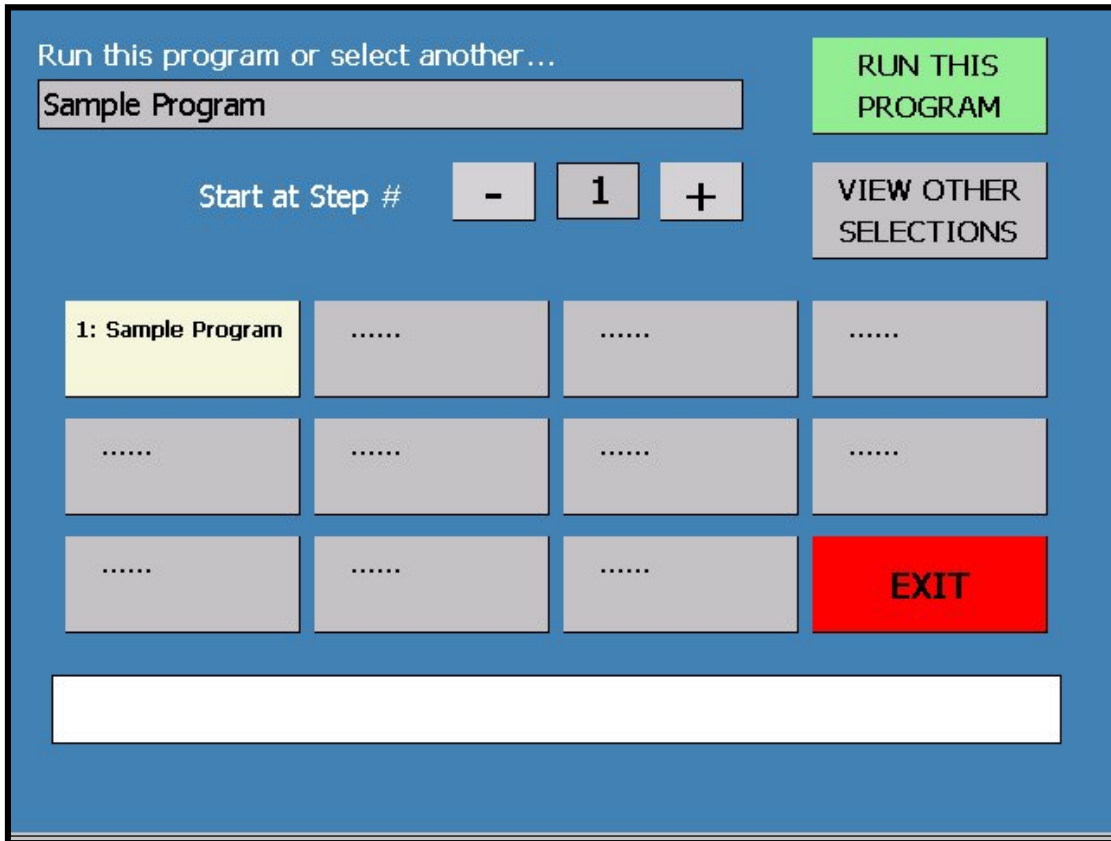 Run this program or select another...
RUN THIS
PROGRAM
Sample Program
Start at Step #
-
1
+
VIEW OTHER
SELECTIONS
1: Sample Program
......
......
......
......
......
......
......
......
......
......
EXIT